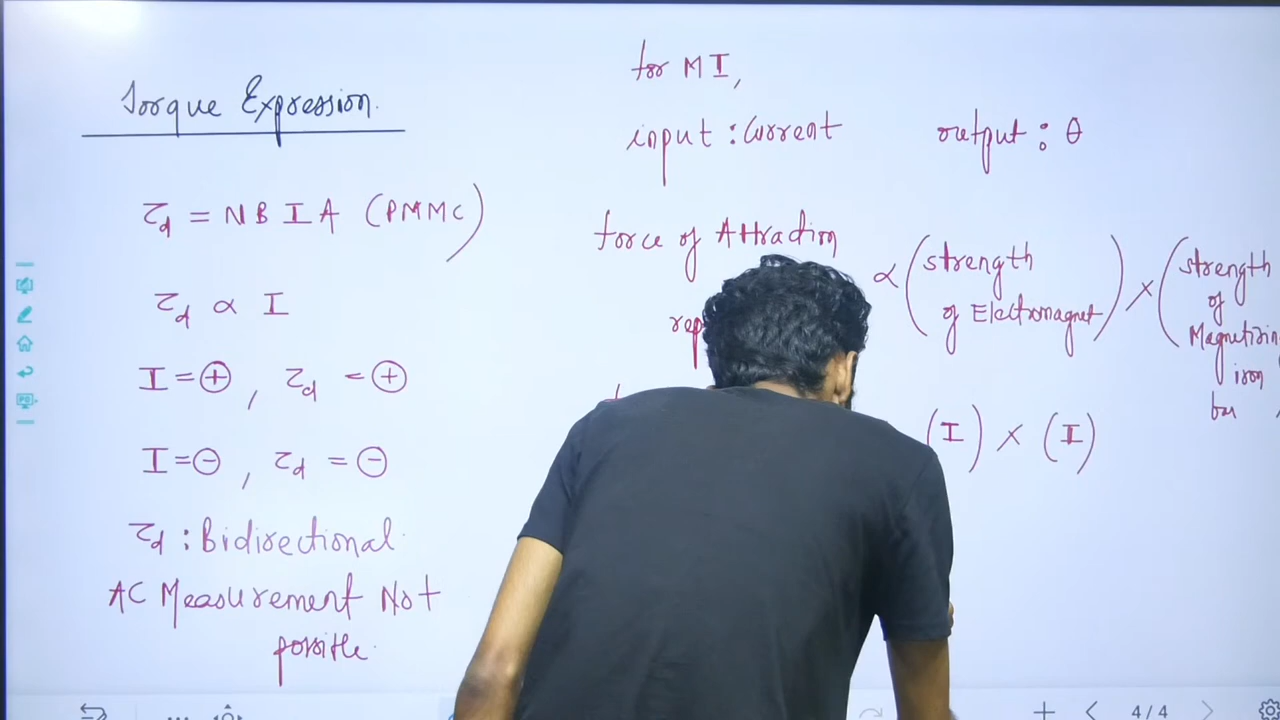 Torque Expression.
τd = NBIA (PMMC)
τd ∝ I
I = ⊕, τd = ⊕
I = ⊖, τd = ⊖
τd : Bidirectional
AC Measurement Not
possible.
for MI,
input : Current
output : θ
force of Attraction
∝ (strength of Electromagnet) × (strength of iron bar
(I) × (I)
4/4